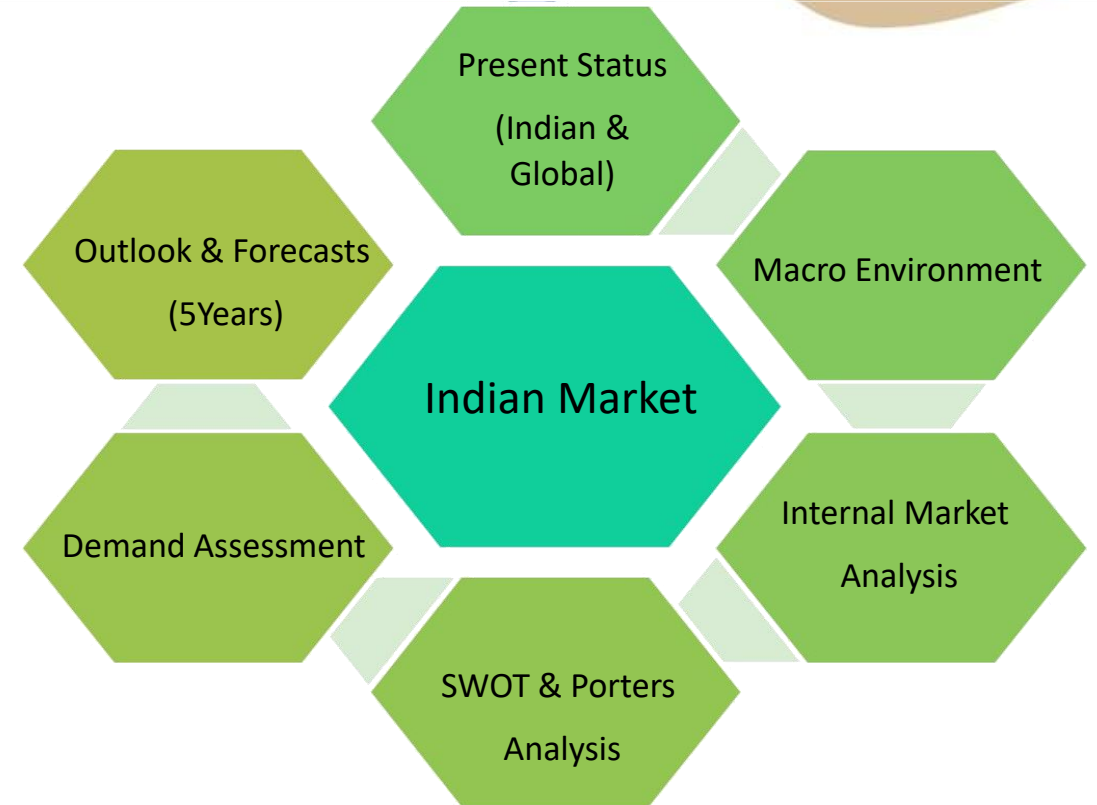 Present Status
(Indian &
Global)
Macro Environment
Internal Market
Analysis
SWOT & Porters
Analysis
Demand Assessment
Outlook & Forecasts
(5Years)
Indian Market